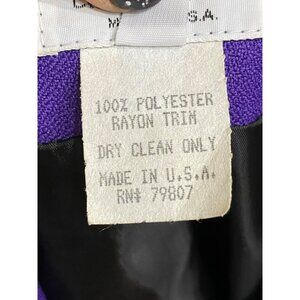 S.A.
100% POLYESTER
RAYON TRIM
DRY CLEAN ONLY
MADE IN U.S.A.
RN# 79807